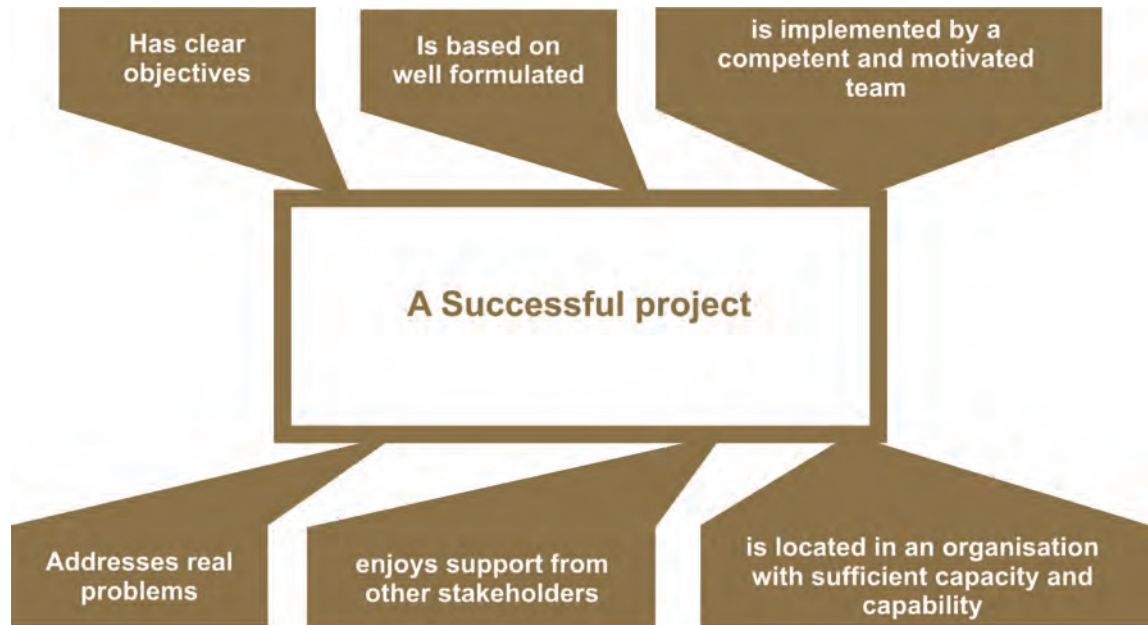 Has clear
objectives
Is based on
well formulated
is implemented by a
competent and motivated
team
A Successful project
Addresses real
problems
enjoys support from
other stakeholders
is located in an organisation
with sufficient capacity and
capability